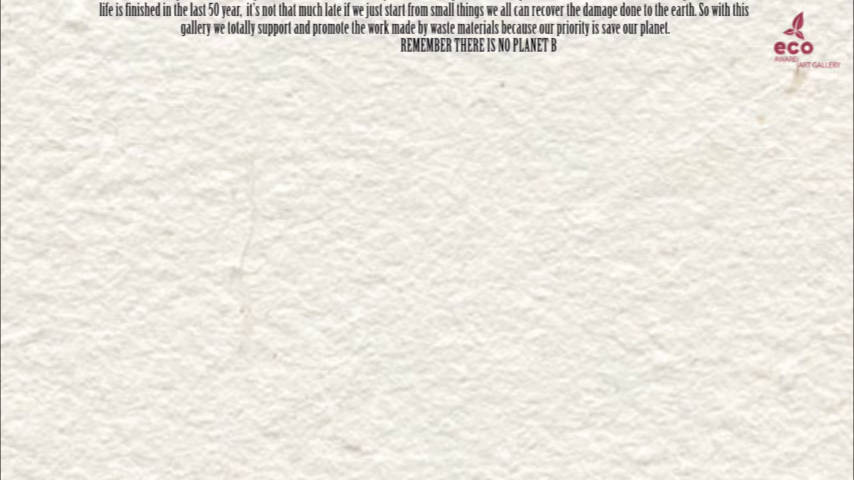 life is finished in the last 50 year, it's not that much late if we just start from small things we all can recover the damage done to the earth. So with this
gallery we totally support and promote the work made by waste materials because our priority is save our planet.
REMEMBER THERE IS NO PLANET B
eco
AWARE
ART GALLERY